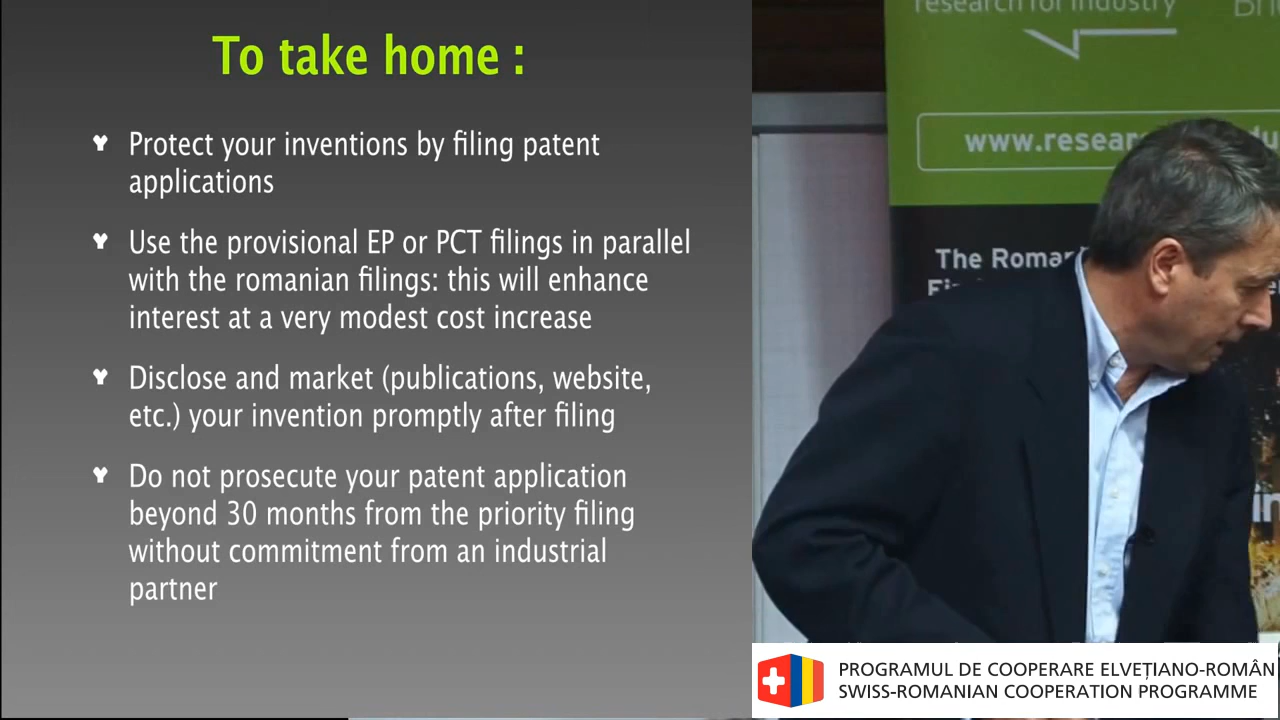 To take home :
Protect your inventions by filing patent
applications
Use the provisional EP or PCT filings in parallel
with the romanian filings: this will enhance
interest at a very modest cost increase
Disclose and market (publications, website,
etc.) your invention promptly after filing
Do not prosecute your patent application
beyond 30 months from the priority filing
without commitment from an industrial
partner
research for industry
The
PROGRAMUL DE COOPERARE ELVEȚIANO-ROMÂN
SWISS-ROMANIAN COOPERATION PROGRAMME